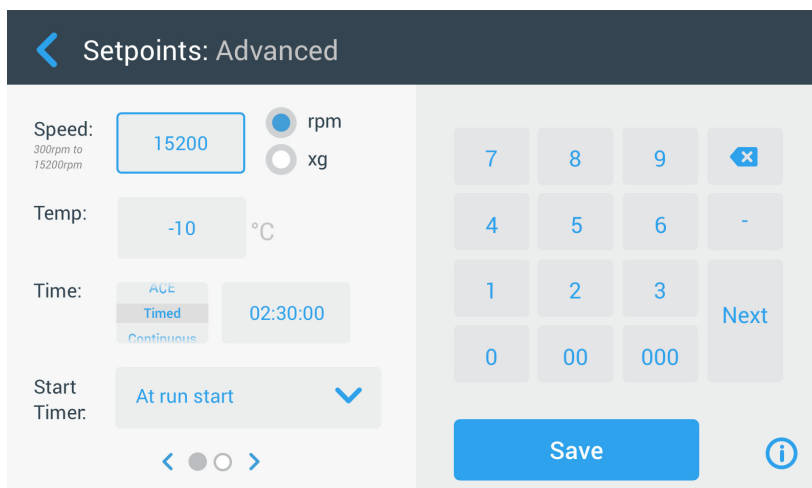 Setpoints: Advanced
Speed:
300rpm to
15200rpm
15200
rpm
xg
Temp:
-10
°C
Time:
ACE
Timed
Continuous
02:30:00
Start
Timer:
At run start
7 8 9
4 5 6 -
1 2 3
Next
0 00 000
Save